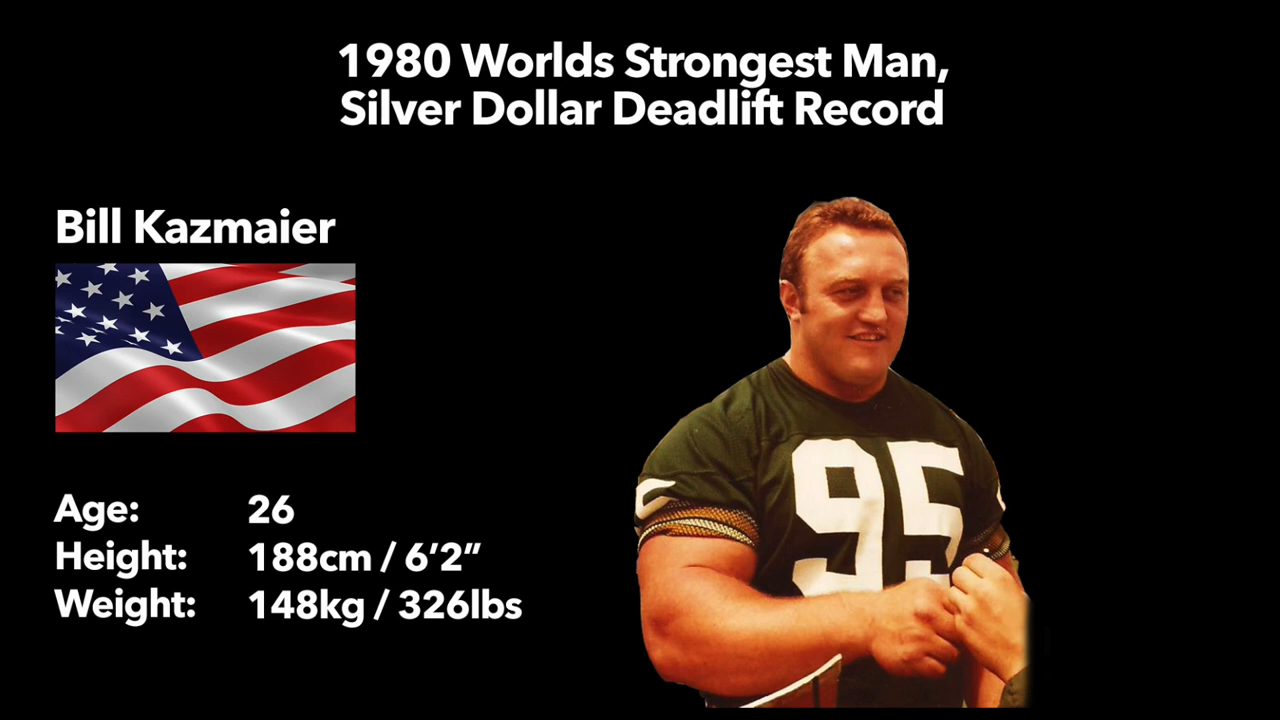 1980 Worlds Strongest Man,
Silver Dollar Deadlift Record
Bill Kazmaier
95
Age: 26
Height: 188cm / 6’2”
Weight: 148kg / 326lbs